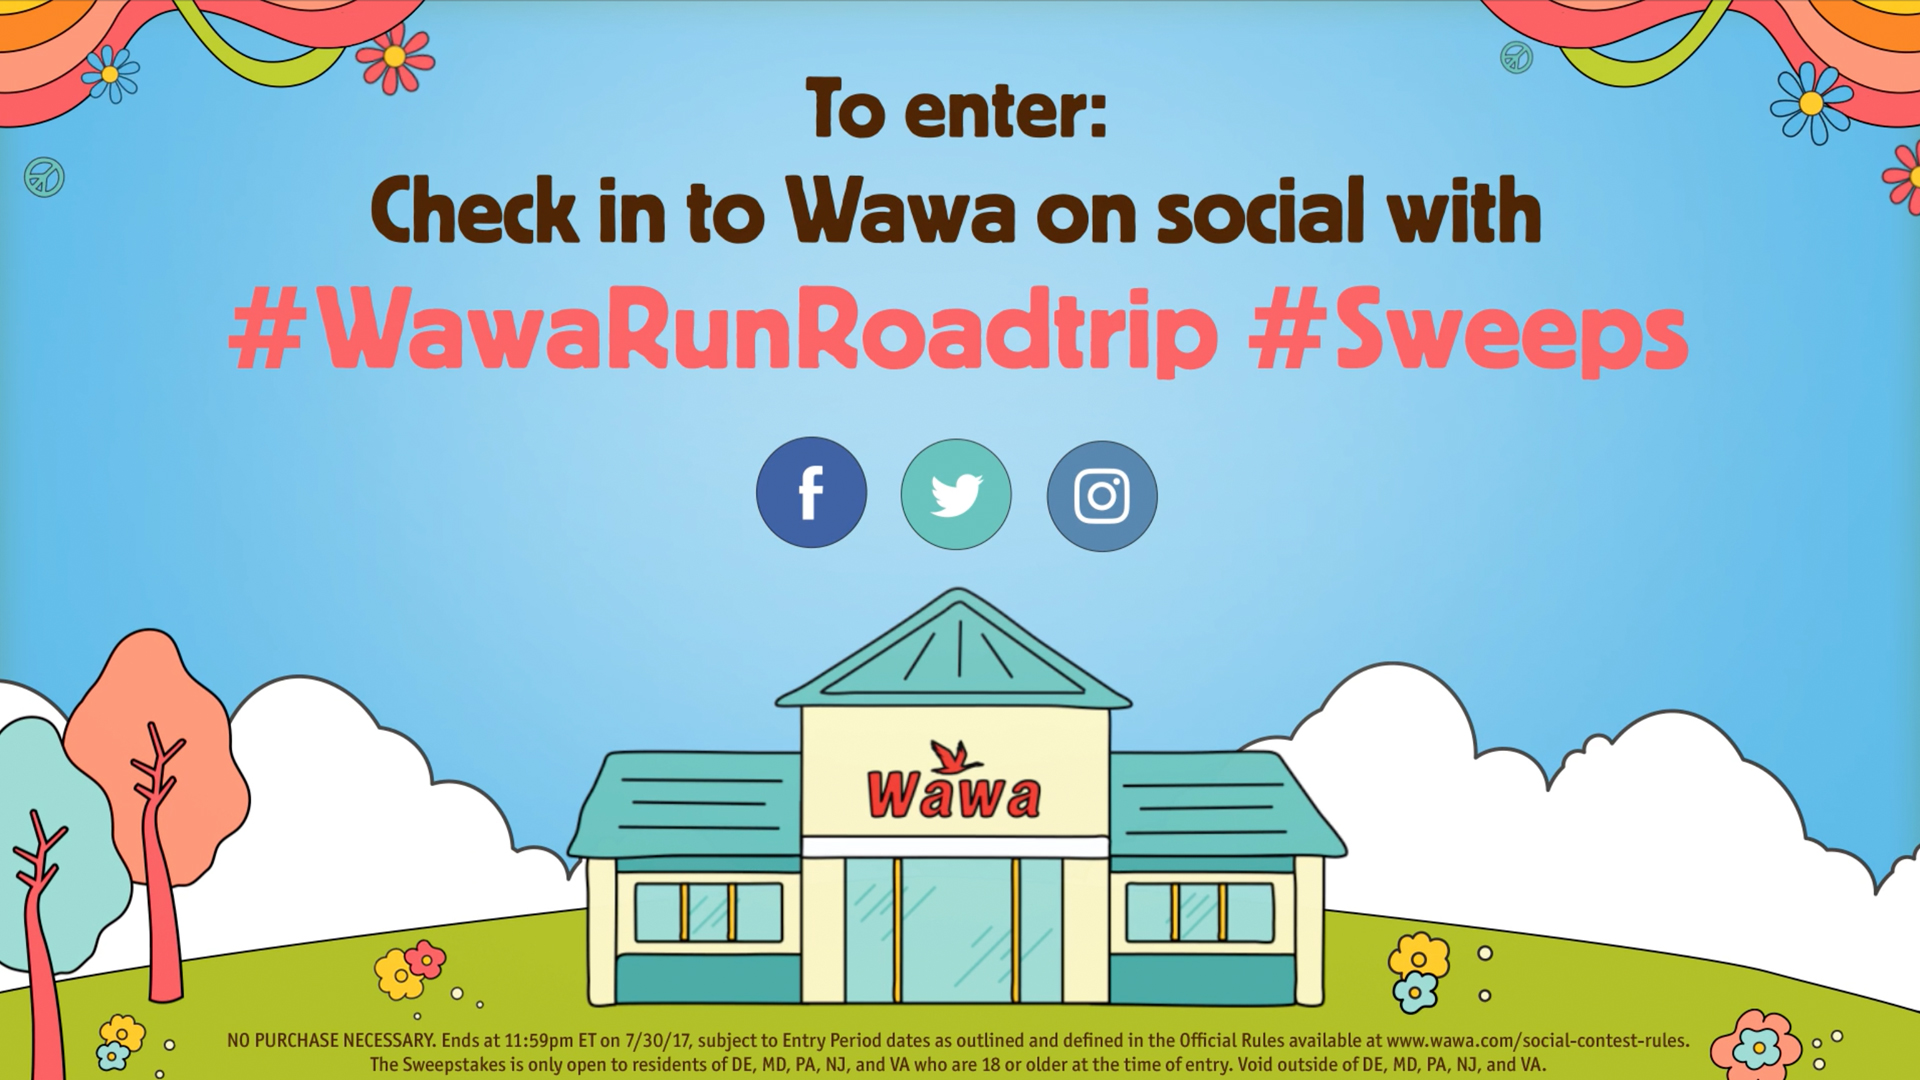 To enter:
Check in to Wawa on social with
#WawaRunRoadtrip #Sweeps
f
Wawa
NO PURCHASE NECESSARY. Ends at 11:59pm ET on 7/30/17, subject to Entry Period dates as outlined and defined in the Official Rules available at www.wawa.com/social-contest-rules.
The Sweepstakes is only open to residents of DE, MD, PA, NJ, and VA who are 18 or older at the time of entry. Void outside of DE, MD, PA, NJ, and VA.